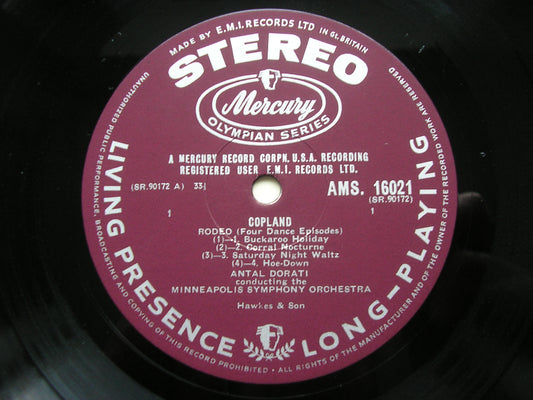 MADE BY E.M.I. RECORDS LTD IN GT. BRITAIN
STEREO
Mercury
OLYMPIAN SERIES
A MERCURY RECORD CORPN. U.S.A. RECORDING
REGISTERED USER E.M.I. RECORDS LTD.
(SR.90172 A) 33⅓
AMS. 16021
(SR.90172)
1 1
COPLAND
RODEO (Four Dance Episodes)
(1)—1. Buckaroo Holiday
(2)—2. Corral Nocturne
(3)—3. Saturday Night Waltz
(4)—4. Hoe-Down
ANTAL DORATI
conducting the
MINNEAPOLIS SYMPHONY ORCHESTRA
Hawkes & Son
LIVING PRESENCE
LONG-PLAYING
UNAUTHORIZED PUBLIC PERFORMANCE, BROADCASTING AND COPYING OF THIS RECORD PROHIBITED · ALL RIGHTS OF THE MANUFACTURER AND OF THE OWNER OF THE RECORDED WORK ARE RESERVED